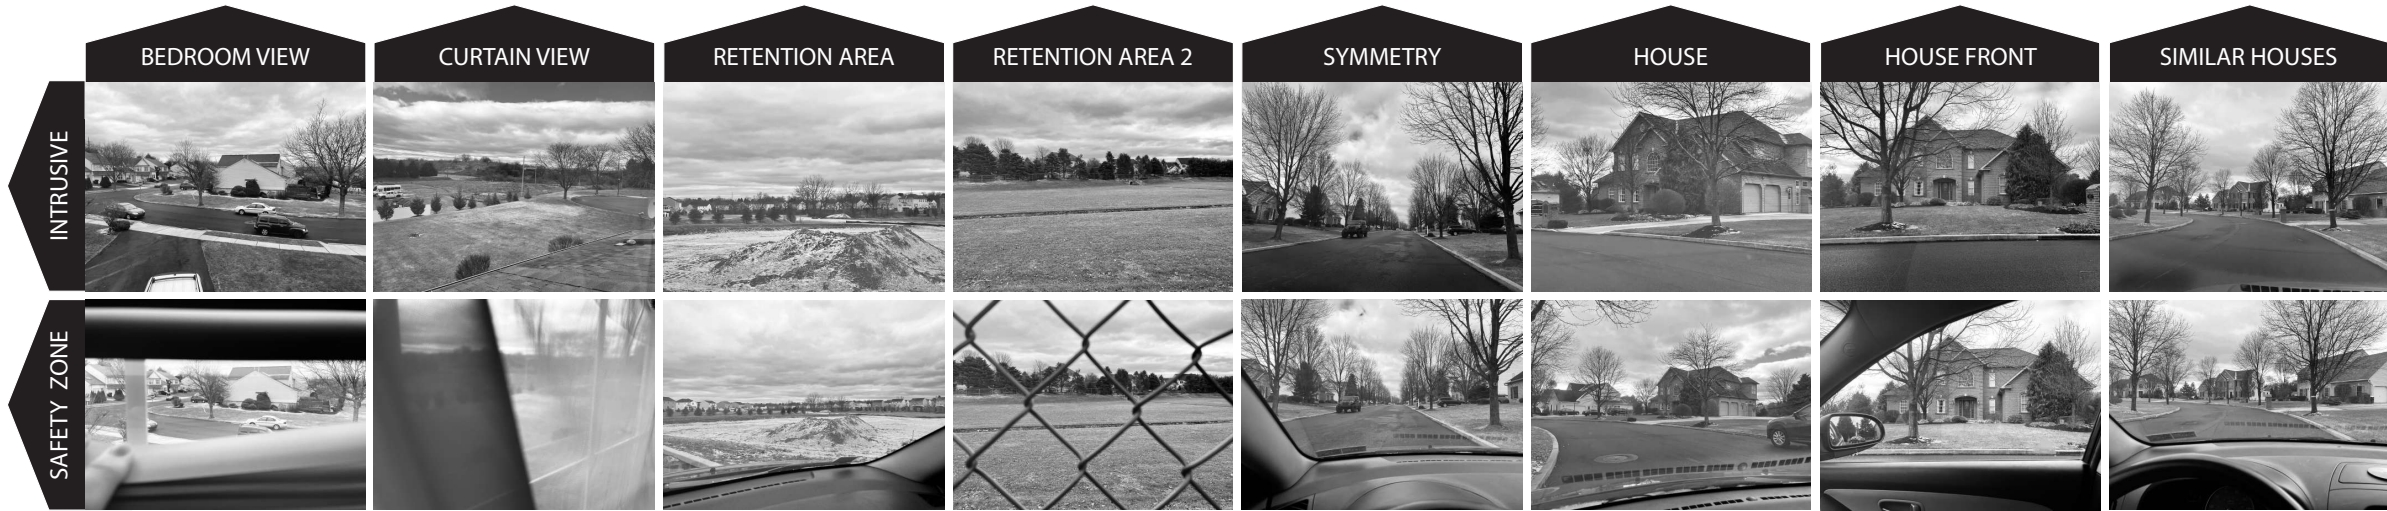 BEDROOM VIEW
CURTAIN VIEW
RETENTION AREA
RETENTION AREA 2
SYMMETRY
HOUSE
HOUSE FRONT
SIMILAR HOUSES
INTRUSIVE
SAFETY ZONE